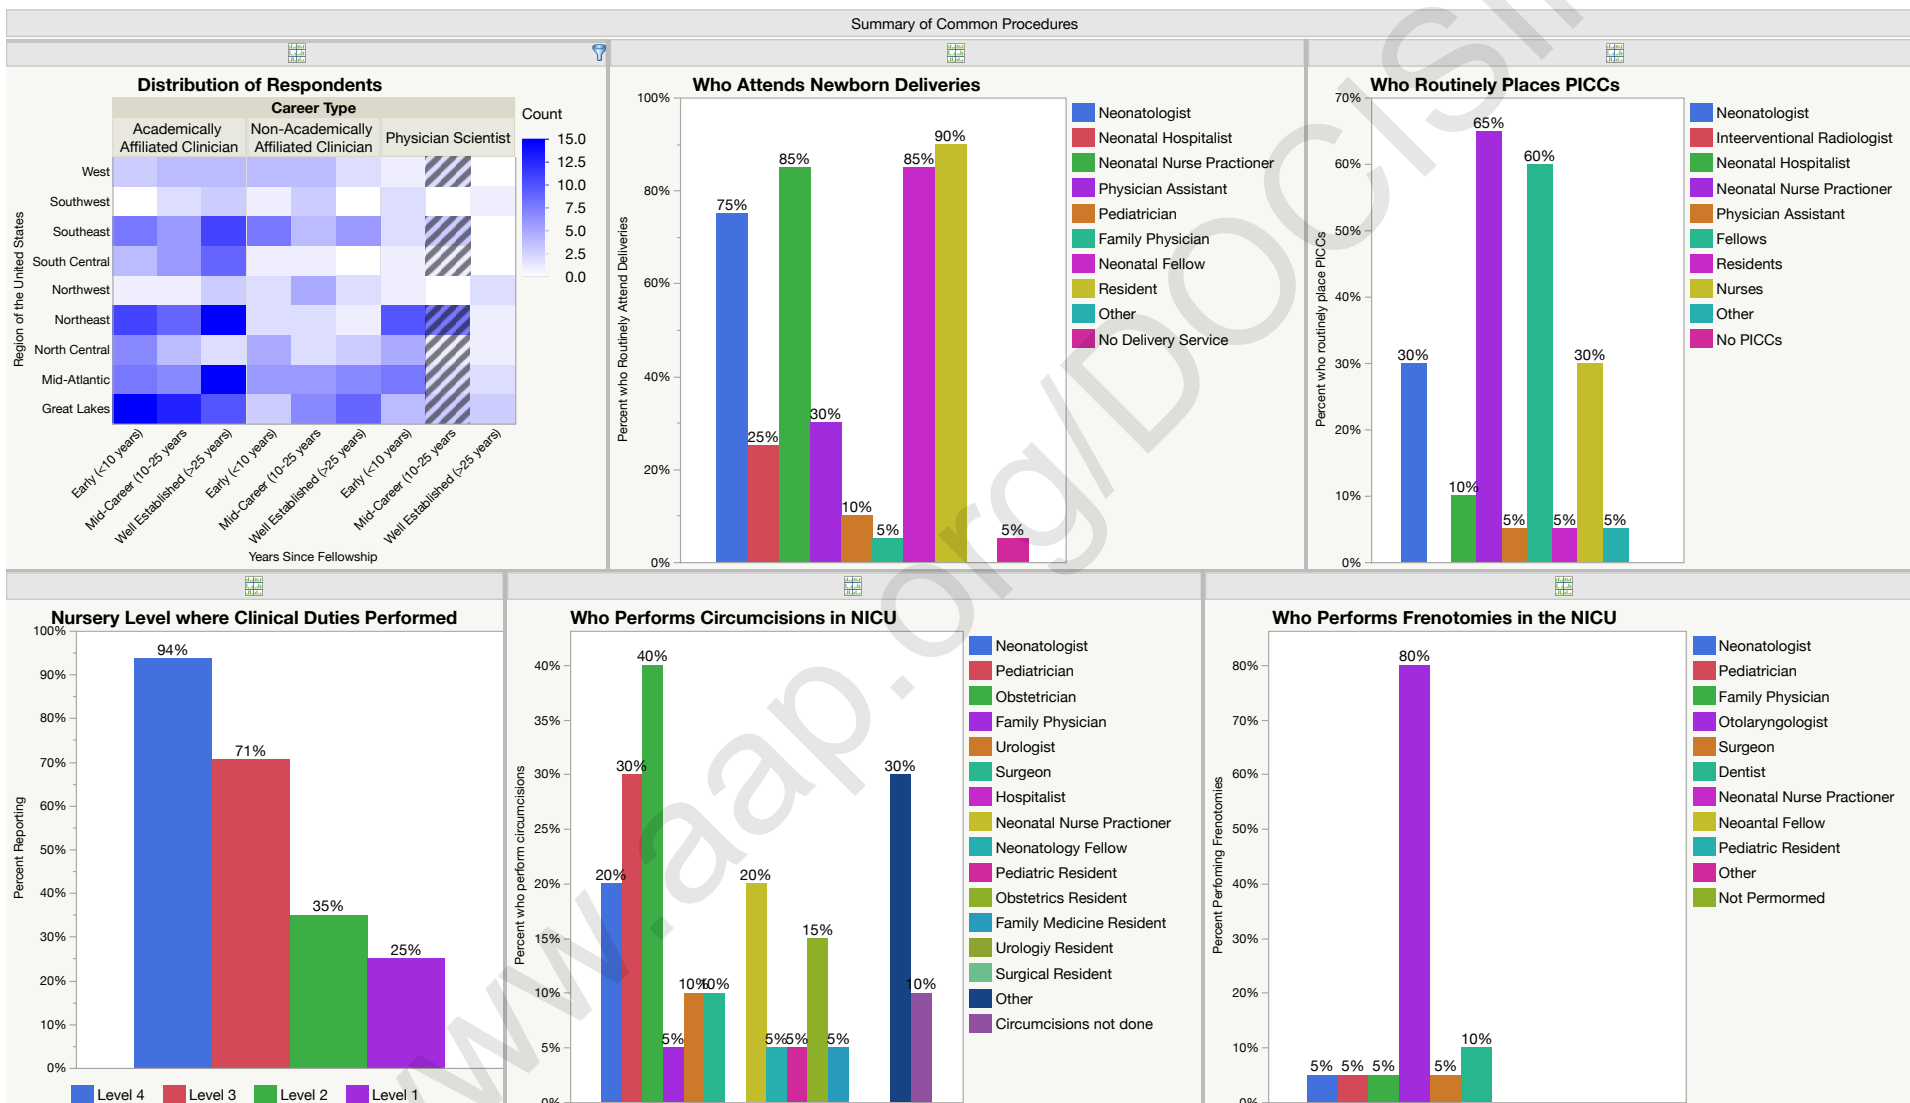 Summary of Common Procedures
Distribution of Respondents
Career Type
Academically Affiliated Clinician
Non-Academically Affiliated Clinician
Physician Scientist
Count
15.0
12.5
10.0
7.5
5.0
2.5
0.0
Region of the United States
West
Southwest
Southeast
South Central
Northwest
Northeast
North Central
Mid-Atlantic
Great Lakes
Early (<10 years)
Mid-Career (10-25 years
Well Established (>25 years)
Early (<10 years)
Mid-Career (10-25 years
Well Established (>25 years)
Early (<10 years)
Mid-Career (10-25 years
Well Established (>25 years)
Years Since Fellowship
Who Attends Newborn Deliveries
Percent who Routinely Attend Deliveries
100%
80%
60%
40%
20%
0%
75%
25%
85%
30%
10%
5%
85%
90%
5%
Neonatologist
Neonatal Hospitalist
Neonatal Nurse Practioner
Physician Assistant
Pediatrician
Family Physician
Neonatal Fellow
Resident
Other
No Delivery Service
Who Routinely Places PICCs
Percent who routinely place PICCs
70%
60%
50%
40%
30%
20%
10%
0%
30%
10%
65%
5%
60%
5%
30%
5%
Neonatologist
Inteerventional Radiologist
Neonatal Hospitalist
Neonatal Nurse Practioner
Physician Assistant
Fellows
Residents
Nurses
Other
No PICCs
Nursery Level where Clinical Duties Performed
Percent Reporting
100%
90%
80%
70%
60%
50%
40%
30%
20%
10%
0%
94%
71%
35%
25%
Level 4
Level 3
Level 2
Level 1
Who Performs Circumcisions in NICU
Percent who perform circumcisions
40%
35%
30%
25%
20%
15%
10%
5%
0%
20%
30%
40%
5%
10%
10%
20%
5%
5%
15%
5%
30%
10%
Neonatologist
Pediatrician
Obstetrician
Family Physician
Urologist
Surgeon
Hospitalist
Neonatal Nurse Practioner
Neonatology Fellow
Pediatric Resident
Obstetrics Resident
Family Medicine Resident
Urologiy Resident
Surgical Resident
Other
Circumcisions not done
Who Performs Frenotomies in the NICU
Percent Performing Frenotomies
80%
70%
60%
50%
40%
30%
20%
10%
0%
5%
5%
5%
80%
5%
10%
Neonatologist
Pediatrician
Family Physician
Otolaryngologist
Surgeon
Dentist
Neonatal Nurse Practioner
Neoantal Fellow
Pediatric Resident
Other
Not Permormed
www.aap.org/DOCISI